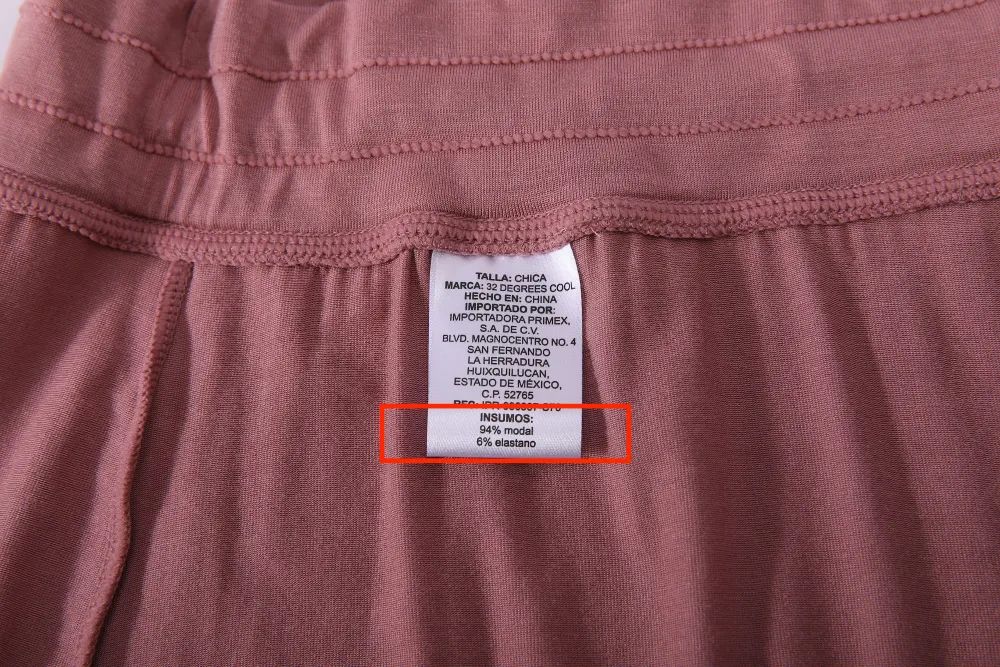 TALLA: CHICA
MARCA: 32 DEGREES COOL
HECHO EN: CHINA
IMPORTADO POR:
IMPORTADORA PRIMEX,
S.A. DE C.V.
BLVD. MAGNOCENTRO NO. 4
SAN FERNANDO
LA HERRADURA
HUIXQUILUCAN,
ESTADO DE MÉXICO,
C.P. 52765
INSUMOS:
94% modal
6% elastano